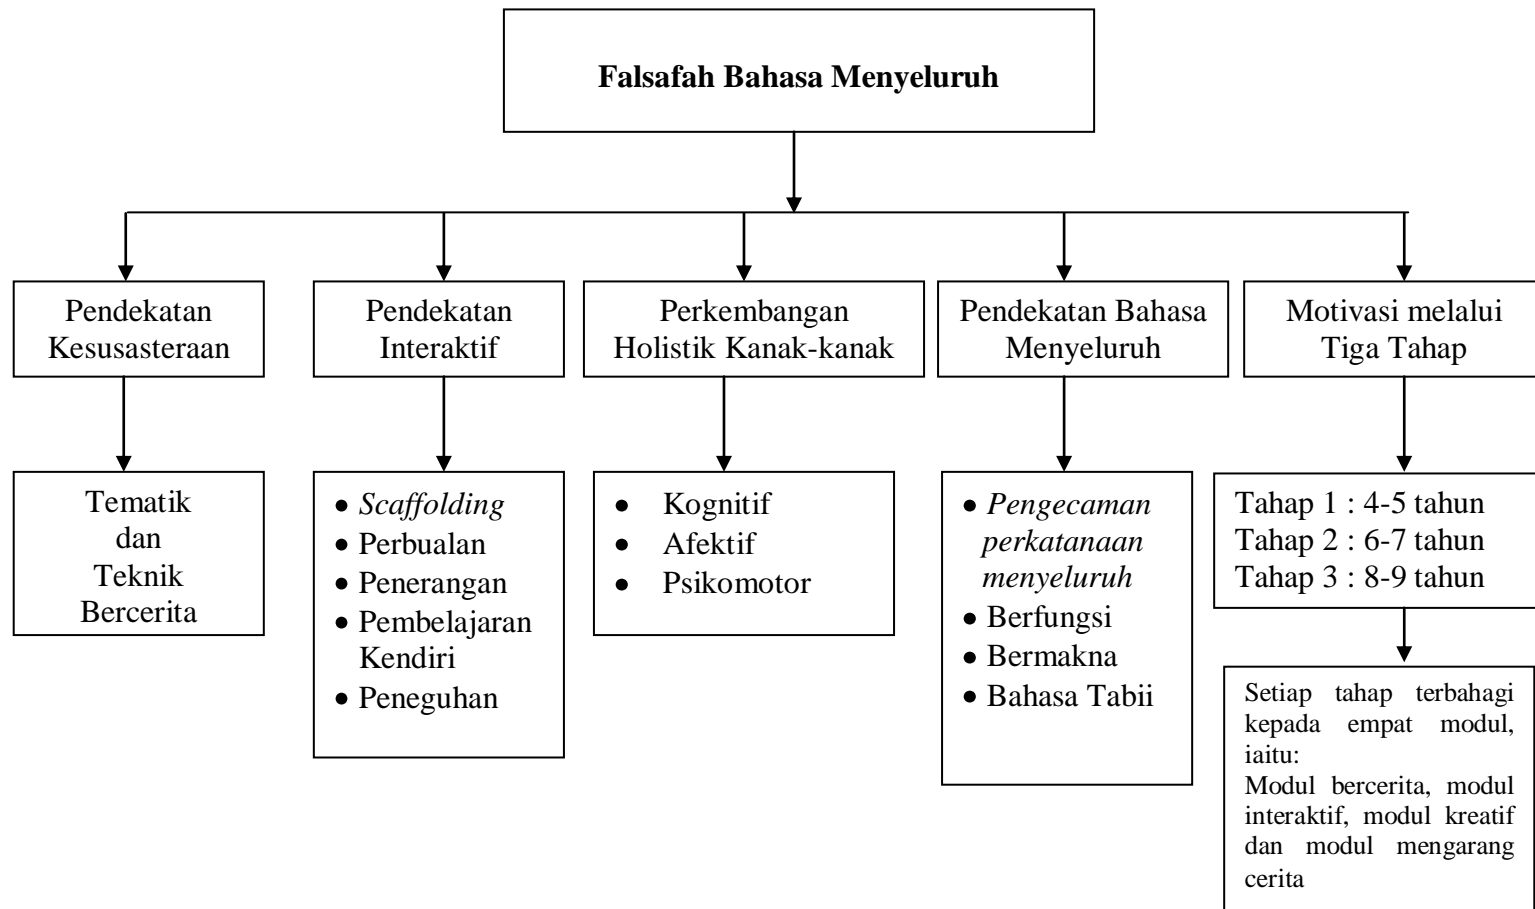 Falsafah Bahasa Menyeluruh
Pendekatan
Kesusasteraan
Pendekatan
Interaktif
Perkembangan
Holistik Kanak-kanak
Pendekatan Bahasa
Menyeluruh
Motivasi melalui
Tiga Tahap
Tematik
dan
Teknik
Bercerita
• Scaffolding
• Perbualan
• Penerangan
• Pembelajaran
Kendiri
• Peneguhan
• Kognitif
• Afektif
• Psikomotor
• Pengecaman
perkatanaan
menyeluruh
• Berfungsi
• Bermakna
• Bahasa Tabii
Tahap 1 : 4-5 tahun
Tahap 2 : 6-7 tahun
Tahap 3 : 8-9 tahun
Setiap tahap terbahagi
kepada empat modul,
iaitu:
Modul bercerita, modul
interaktif, modul kreatif
dan modul mengarang
cerita